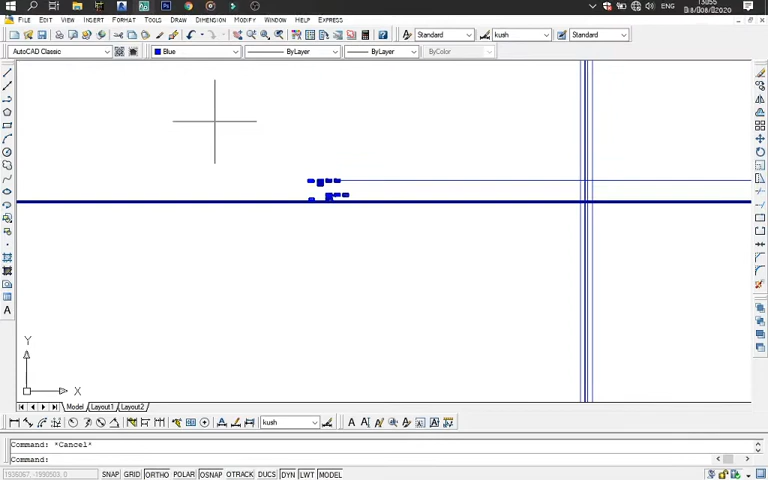 ENG
File Edit View Insert Format Tools Draw Dimension Modify Window Help Express
Standard kush Standard
AutoCAD Classic Blue ByLayer ByLayer ByColor
Y
X
Model Layout1 Layout2
kush
Command: *Cancel*
Command:
SNAP GRID ORTHO POLAR OSNAP OTRACK DUCS DYN LWT MODEL